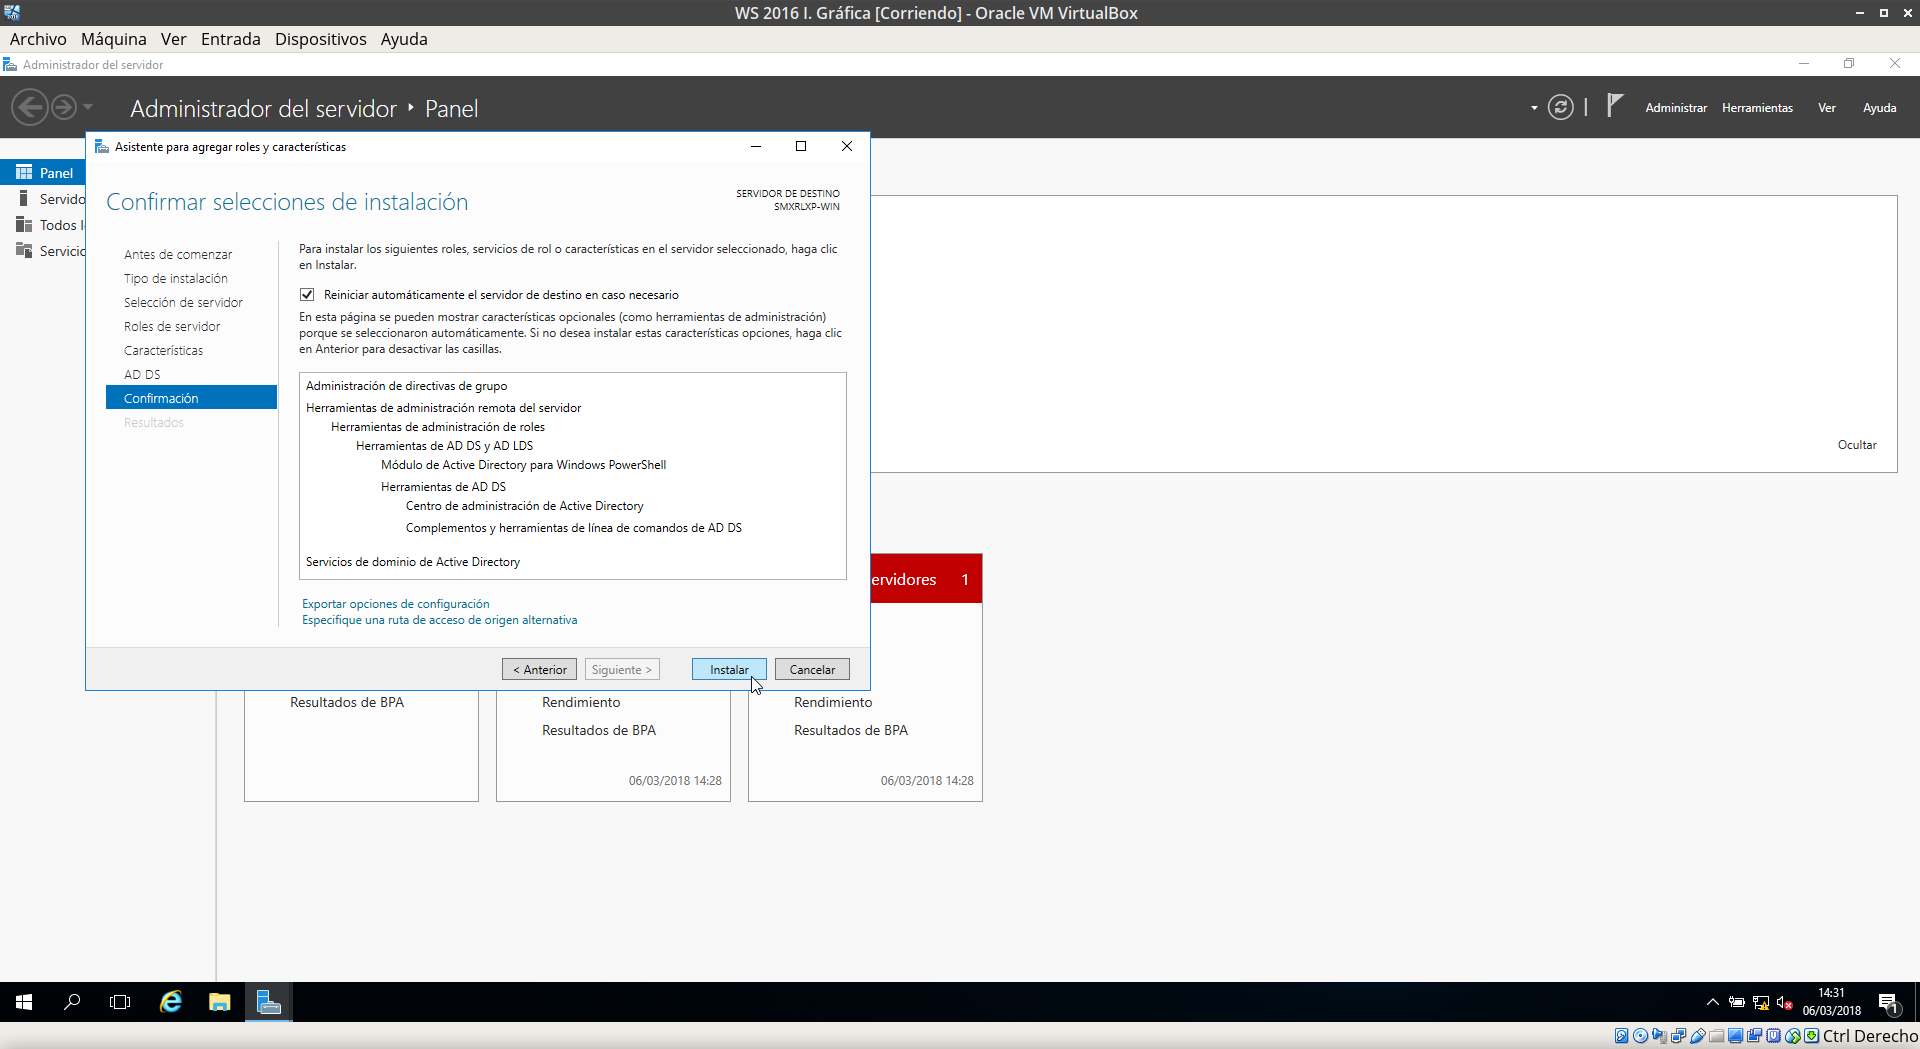 WS 2016 I. Gráfica [Corriendo] - Oracle VM VirtualBox
Archivo Máquina Ver Entrada Dispositivos Ayuda
Administrador del servidor
Administrador del servidor ‣ Panel
Administrar Herramientas Ver Ayuda
Panel
Servido
Todos l
Servicio
Asistente para agregar roles y características
Confirmar selecciones de instalación
SERVIDOR DE DESTINO
SMXRLXP-WIN
Antes de comenzar
Tipo de instalación
Selección de servidor
Roles de servidor
Características
AD DS
Confirmación
Resultados
Para instalar los siguientes roles, servicios de rol o características en el servidor seleccionado, haga clic
en Instalar.
Reiniciar automáticamente el servidor de destino en caso necesario
En esta página se pueden mostrar características opcionales (como herramientas de administración)
porque se seleccionaron automáticamente. Si no desea instalar estas características opciones, haga clic
en Anterior para desactivar las casillas.
Administración de directivas de grupo
Herramientas de administración remota del servidor
Herramientas de administración de roles
Herramientas de AD DS y AD LDS
Módulo de Active Directory para Windows PowerShell
Herramientas de AD DS
Centro de administración de Active Directory
Complementos y herramientas de línea de comandos de AD DS
Servicios de dominio de Active Directory
Exportar opciones de configuración
Especifique una ruta de acceso de origen alternativa
< Anterior Siguiente > Instalar Cancelar
Ocultar
ervidores 1
Resultados de BPA
Rendimiento
Resultados de BPA
06/03/2018 14:28
Rendimiento
Resultados de BPA
06/03/2018 14:28
14:31
06/03/2018
1
Ctrl Derecho